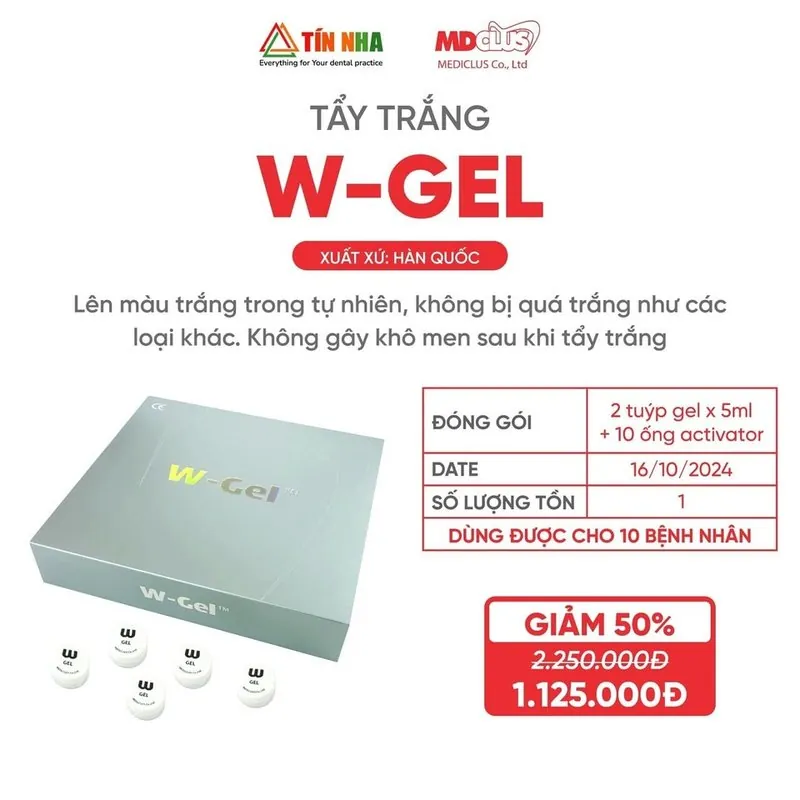 TÍN NHA
Everything for Your dental practice
MDCLUS
MEDICLUS Co., Ltd
TẨY TRẮNG
W-GEL
XUẤT XỨ: HÀN QUỐC
Lên màu trắng trong tự nhiên, không bị quá trắng như các
loại khác. Không gây khô men sau khi tẩy trắng
ĐÓNG GÓI
2 tuýp gel x 5ml
+ 10 ống activator
DATE
16/10/2024
SỐ LƯỢNG TỒN
1
DÙNG ĐƯỢC CHO 10 BỆNH NHÂN
CE
W-Gel™
W-Gel™
W
GEL
W
GEL
W
GEL
W
GEL
W
GEL
GIẢM 50%
2.250.000Đ
1.125.000Đ